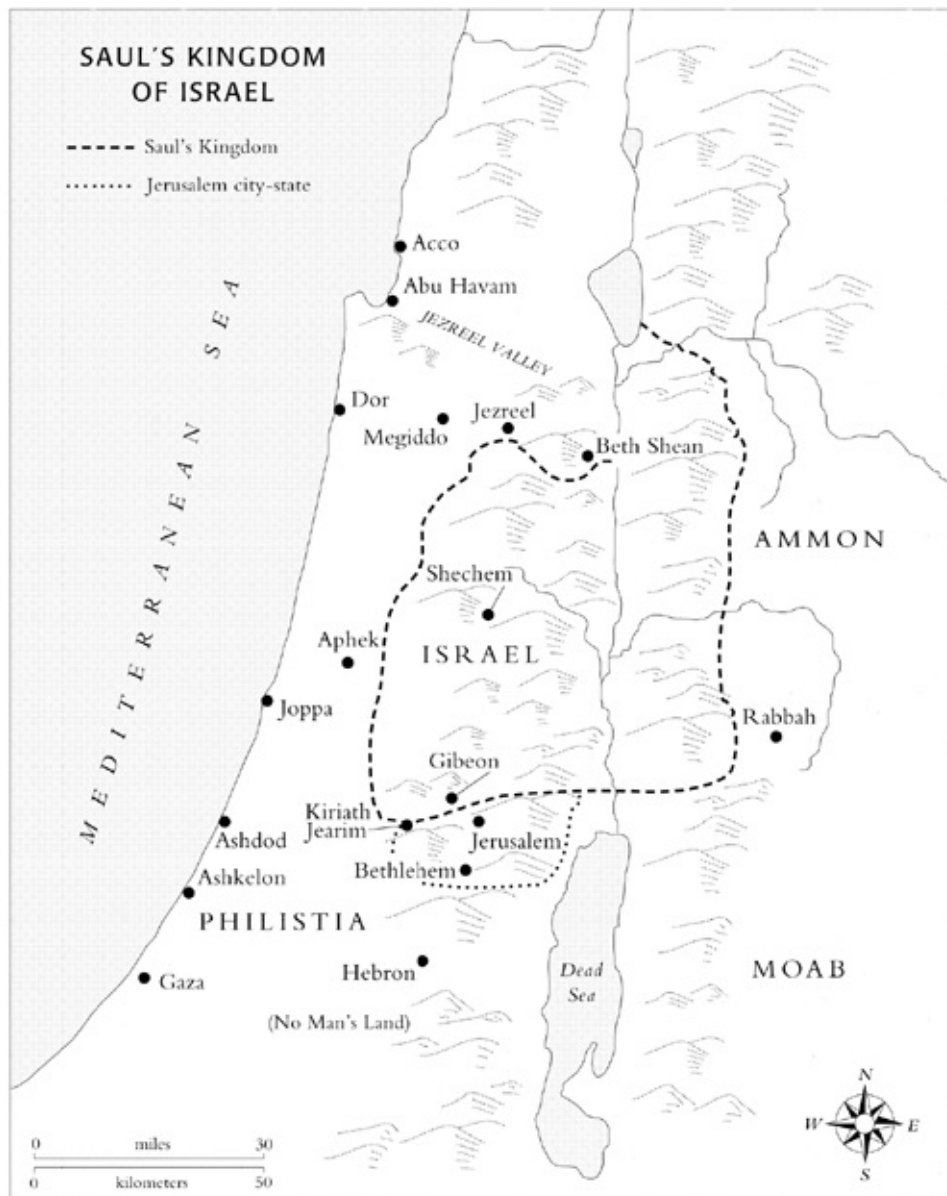 SAUL'S KINGDOM
OF ISRAEL
Saul's Kingdom
Jerusalem city-state
MEDITERRANEAN SEA
Acco
Abu Havam
JEZREEL VALLEY
Dor
Megiddo
Jezreel
Beth Shean
AMMON
Shechem
ISRAEL
Aphek
Joppa
Rabbah
Gibeon
Kiriath
Jearim
Jerusalem
Ashdod
Bethlehem
Ashkelon
PHILISTIA
Hebron
Dead
Sea
MOAB
Gaza
(No Man's Land)
N
W E
S
0 miles 30
0 kilometers 50